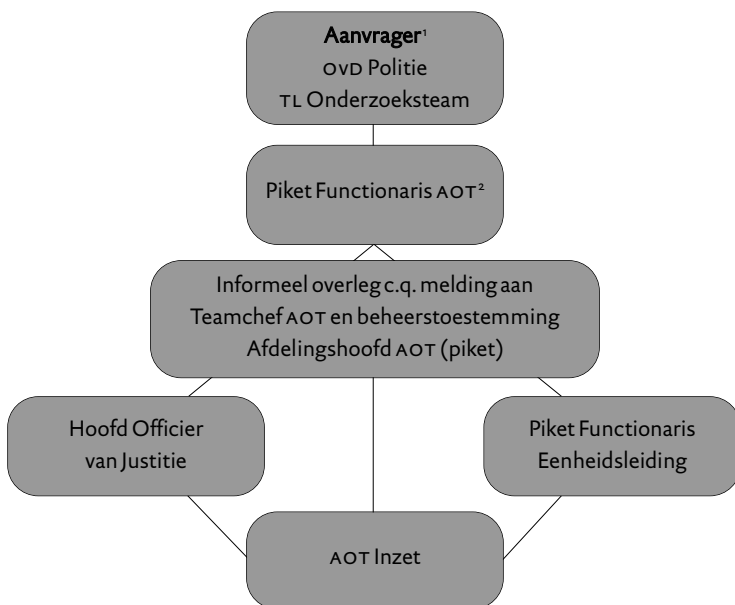 Aanvrager¹
OvD Politie
TL Onderzoeksteam
Piket Functionaris AOT²
Informeel overleg c.q. melding aan
Teamchef AOT en beheerstoestemming
Afdelingshoofd AOT (piket)
Hoofd Officier
van Justitie
Piket Functionaris
Eenheidsleiding
AOT Inzet